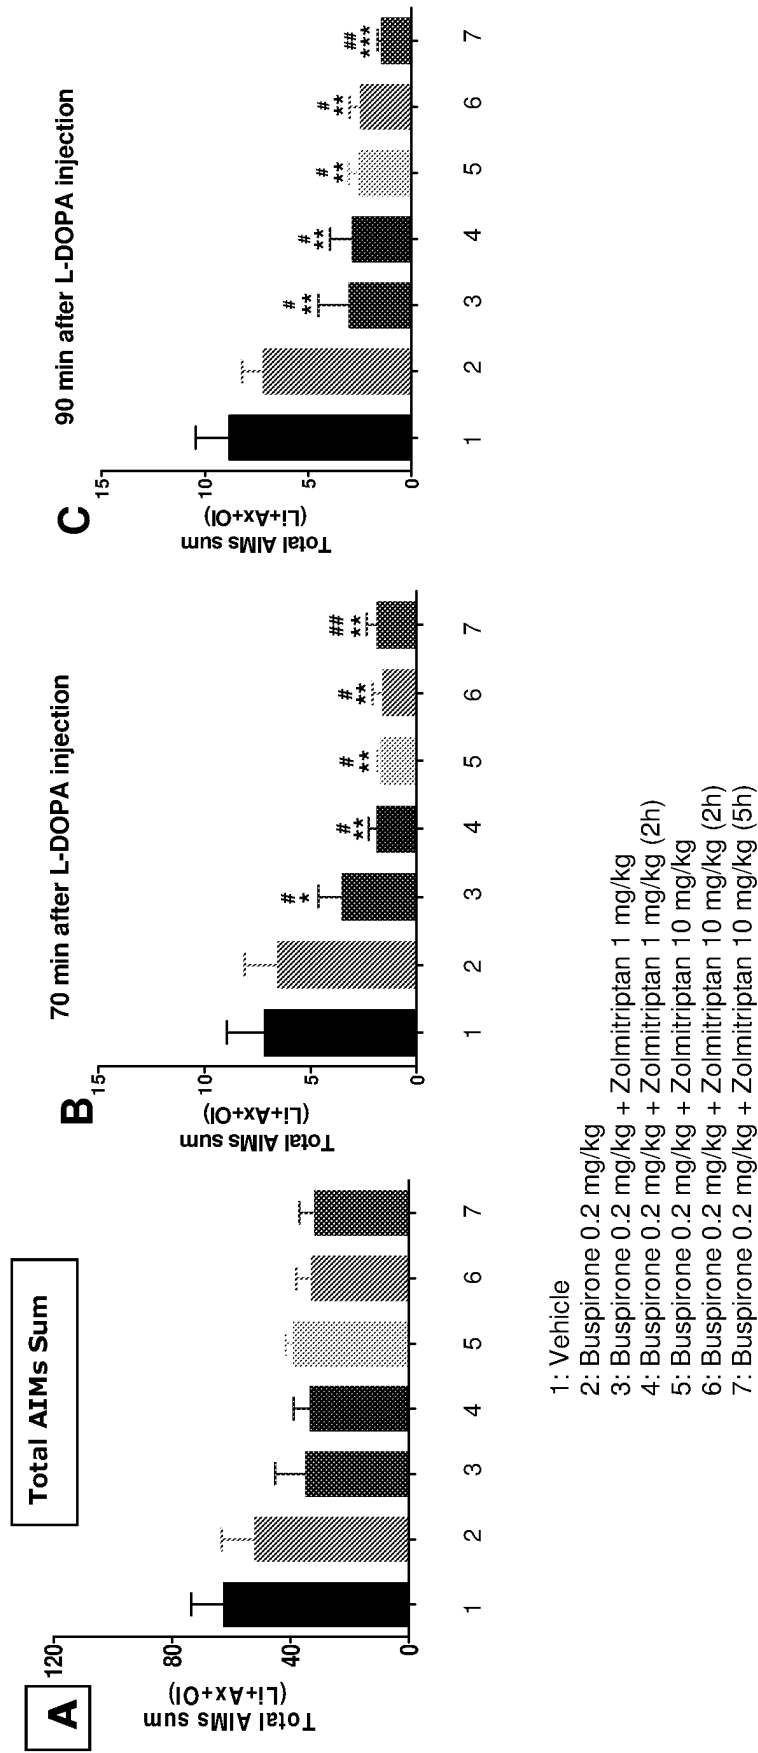 Total AIMs Sum
A
Total AIMs sum
(Li+Ax+Ol)
120
80
40
0
1 2 3 4 5 6 7
B
70 min after L-DOPA injection
Total AIMs sum
(Li+Ax+Ol)
15
10
5
0
# # # # ##
* ** ** ** **
1 2 3 4 5 6 7
C
90 min after L-DOPA injection
Total AIMs sum
(Li+Ax+Ol)
15
10
5
0
# # # # ##
** ** ** ** ***
1 2 3 4 5 6 7
1: Vehicle
2: Buspirone 0.2 mg/kg
3: Buspirone 0.2 mg/kg + Zolmitriptan 1 mg/kg
4: Buspirone 0.2 mg/kg + Zolmitriptan 1 mg/kg (2h)
5: Buspirone 0.2 mg/kg + Zolmitriptan 10 mg/kg
6: Buspirone 0.2 mg/kg + Zolmitriptan 10 mg/kg (2h)
7: Buspirone 0.2 mg/kg + Zolmitriptan 10 mg/kg (5h)